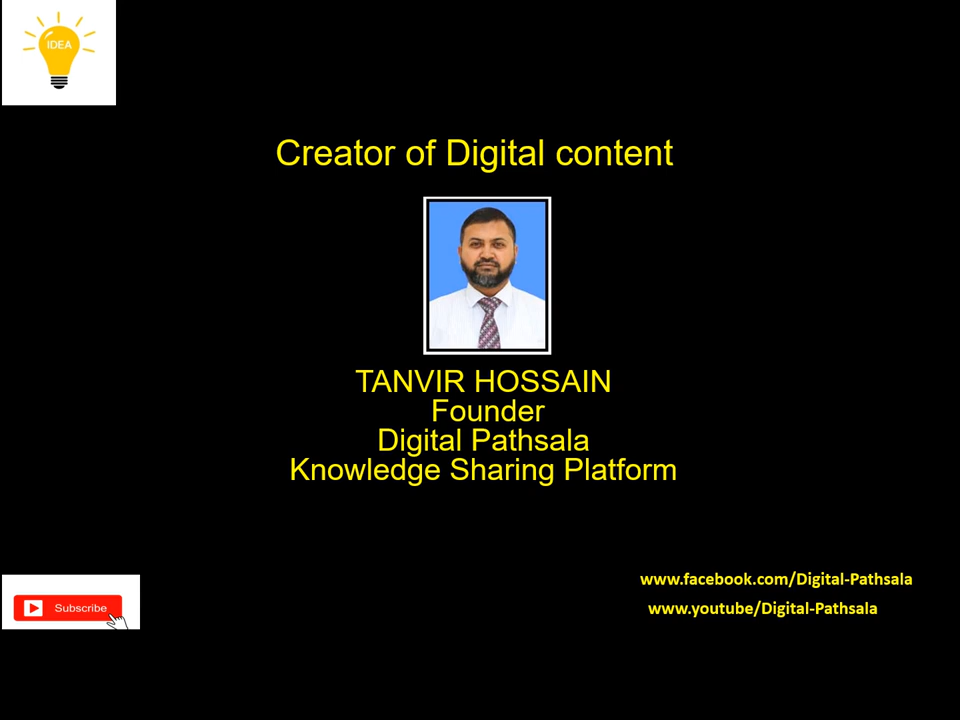 IDEA
Creator of Digital content
TANVIR HOSSAIN
Founder
Digital Pathsala
Knowledge Sharing Platform
www.facebook.com/Digital-Pathsala
www.youtube/Digital-Pathsala
Subscribe